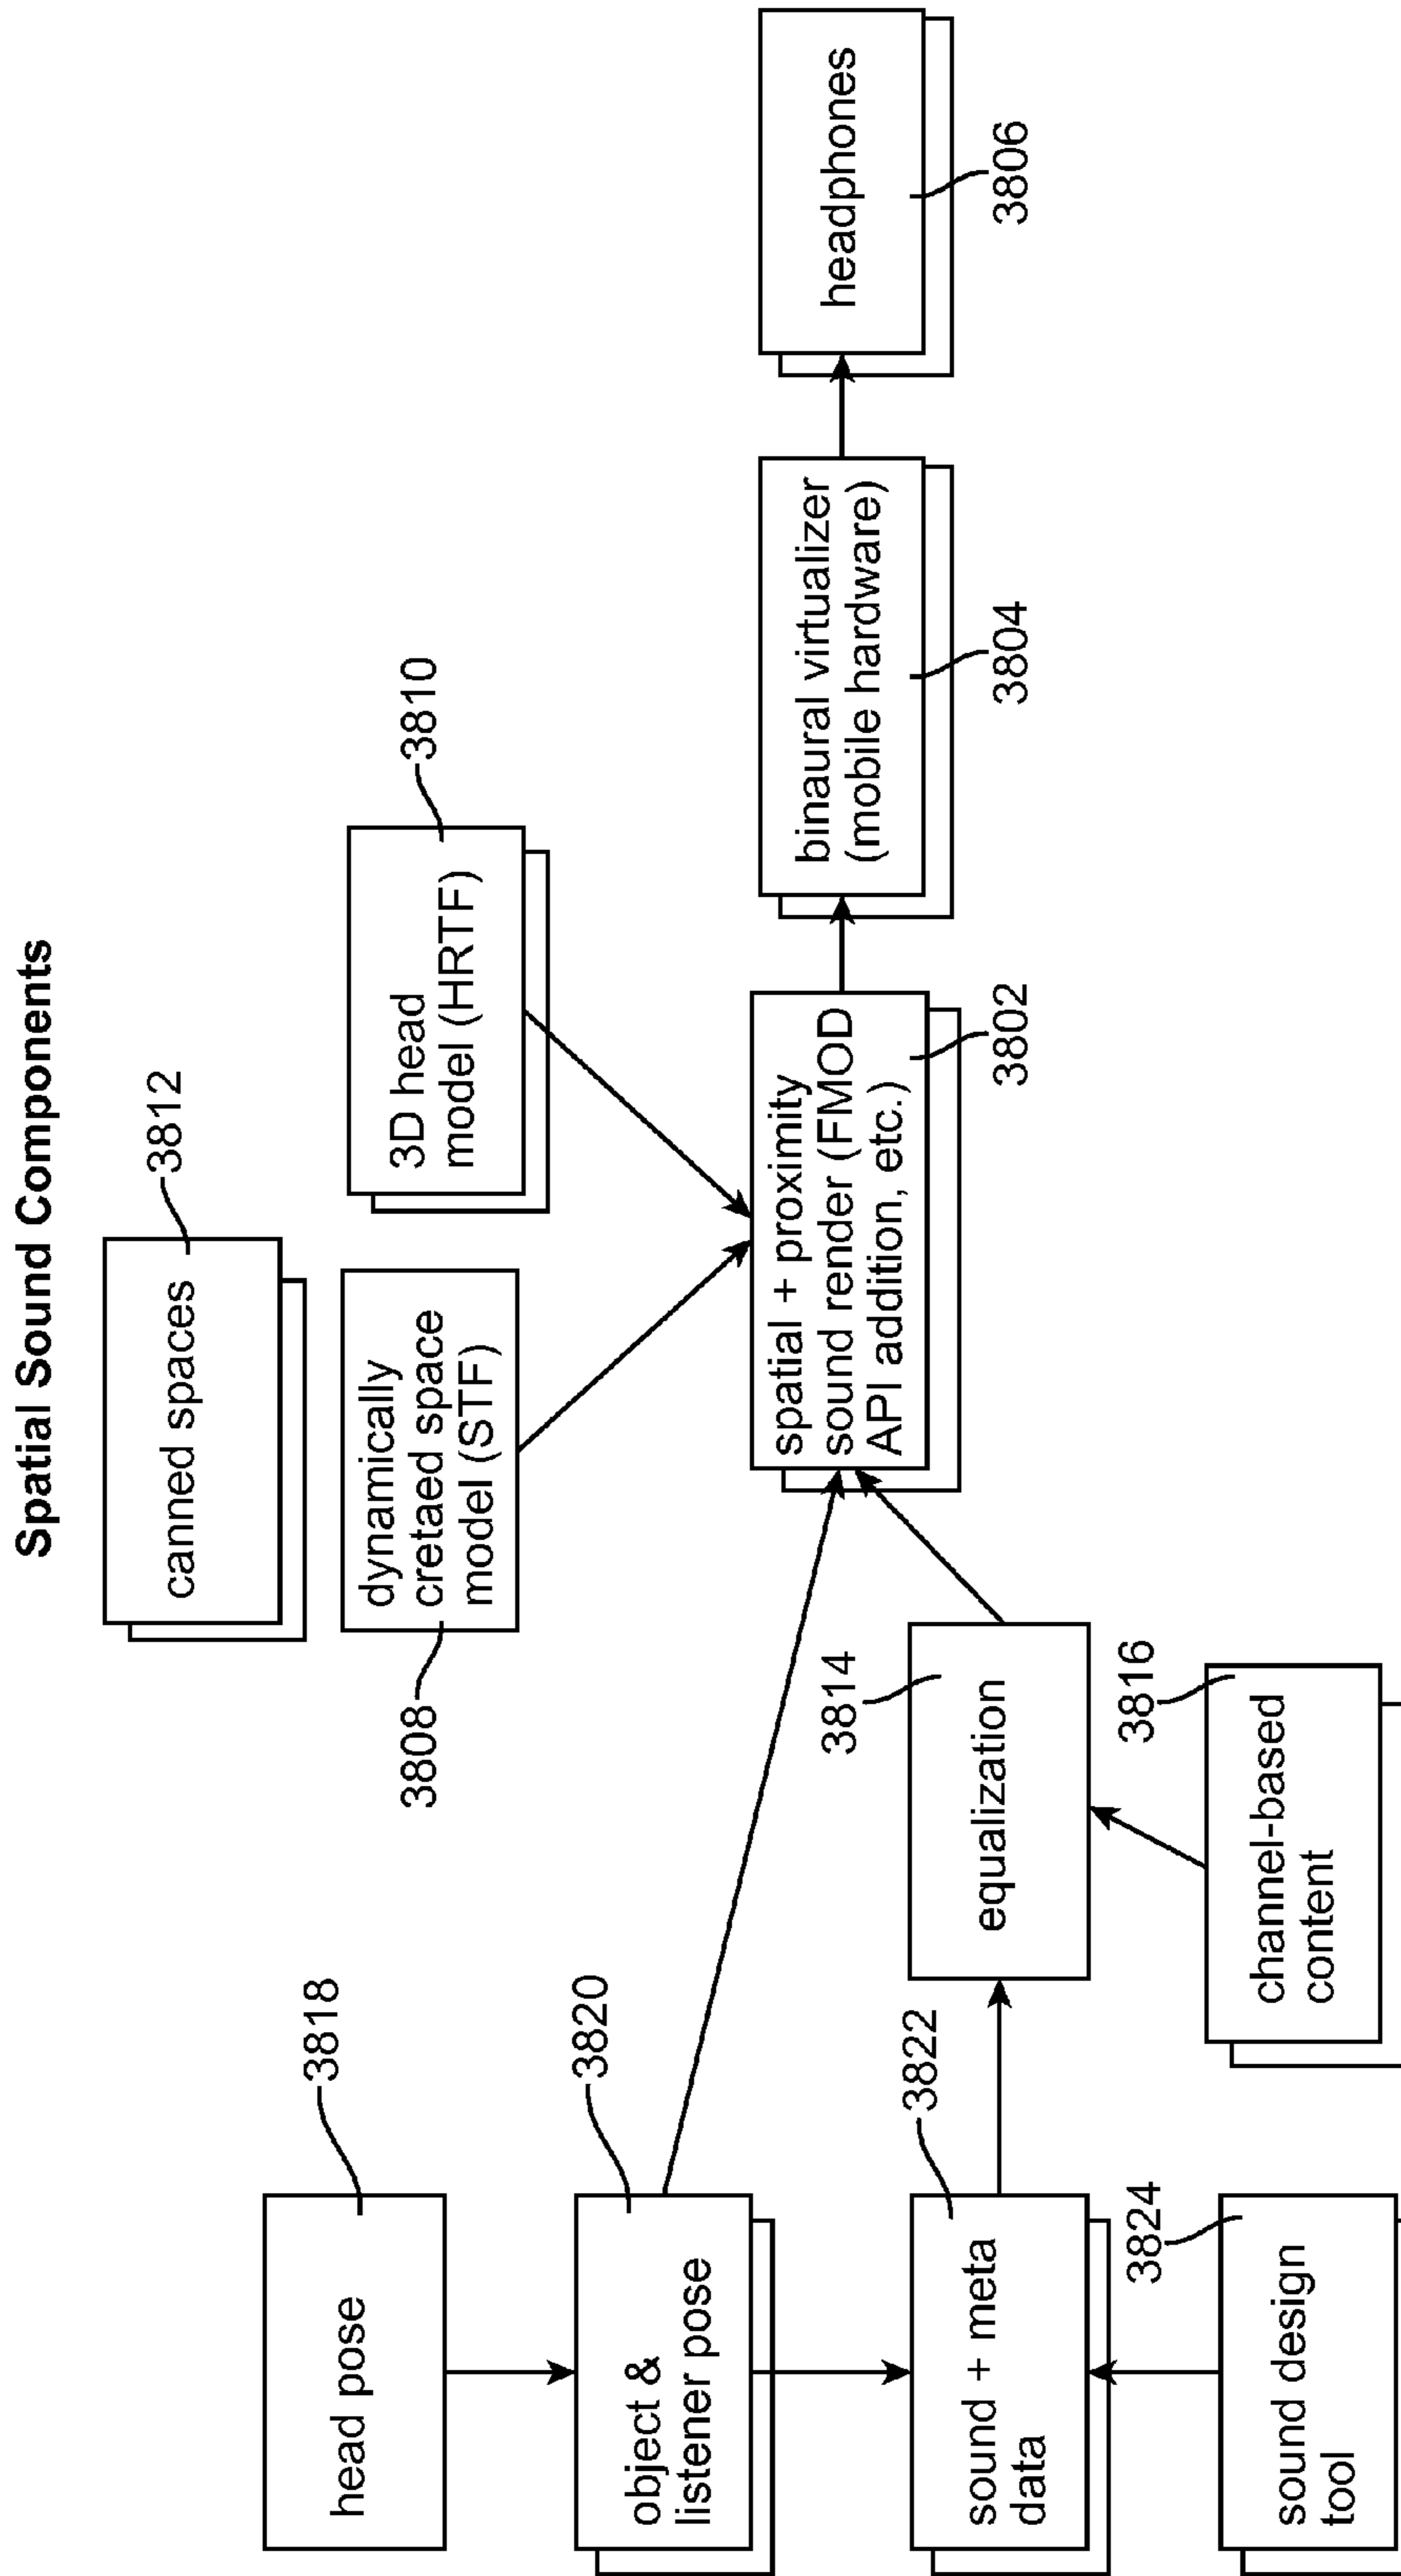 Spatial Sound Components
3812
canned spaces
3818
head pose
3808
dynamically
cretaed space
model (STF)
3810
3D head
model (HRTF)
3820
object &
listener pose
3814
equalization
spatial + proximity
sound render (FMOD
API addition, etc.)
3802
binaural virtualizer
(mobile hardware)
3804
headphones
3806
3822
sound + meta
data
3816
channel-based
content
3824
sound design
tool